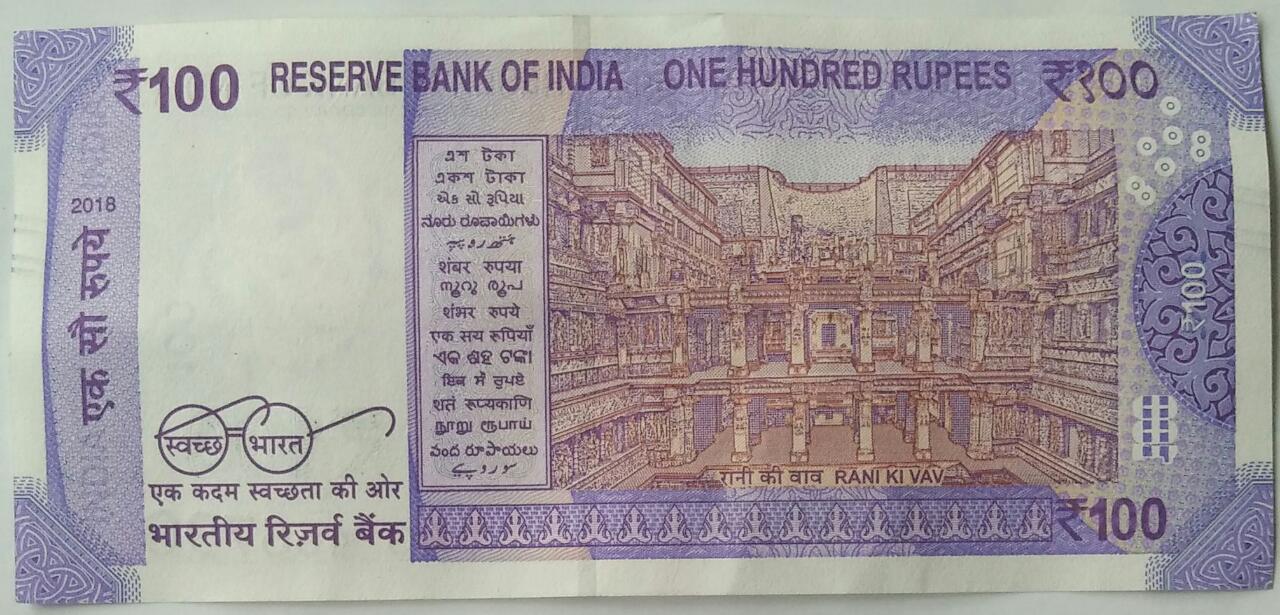 ₹100 RESERVE BANK OF INDIA ONE HUNDRED RUPEES ₹१००
2018
एक सौ रुपये
এশ টকা
একশ টাকা
એક સો રૂપિયા
ನೂರು ರೂಪಾಯಿಗಳು
शंबर रुपया
നൂറു രൂപ
शंभर रुपये
एक सय रुपियाँ
ଏକ ଶହ ଟଙ୍କା
ਇਕ ਸੌ ਰੁਪਏ
शतं रूप्यकाणि
நூறு ரூபாய்
వంద రూపాయలు
سو روپے
₹100
रानी की वाव RANI KI VAV
स्वच्छ भारत
एक कदम स्वच्छता की ओर
भारतीय रिज़र्व बैंक
₹100